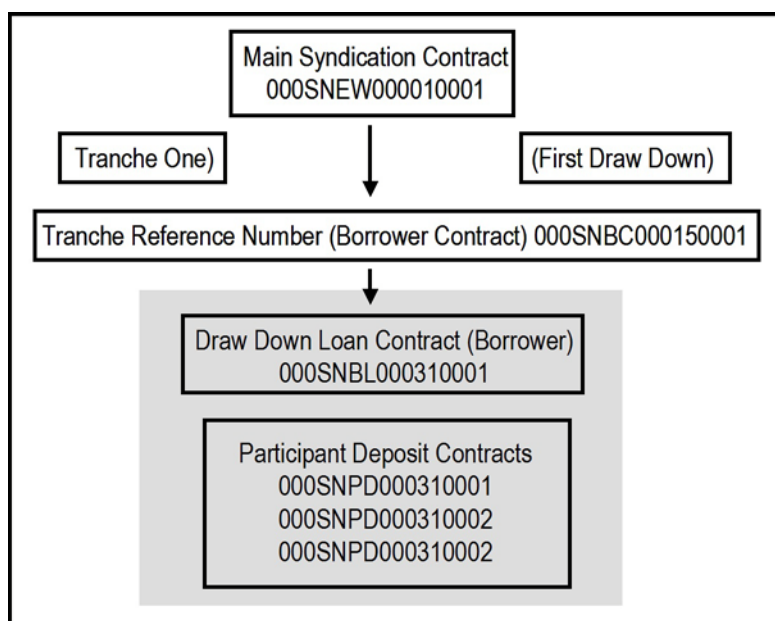 Main Syndication Contract
000SNEW000010001
Tranche One)
(First Draw Down)
Tranche Reference Number (Borrower Contract) 000SNBC000150001
Draw Down Loan Contract (Borrower)
000SNBL000310001
Participant Deposit Contracts
000SNPD000310001
000SNPD000310002
000SNPD000310002